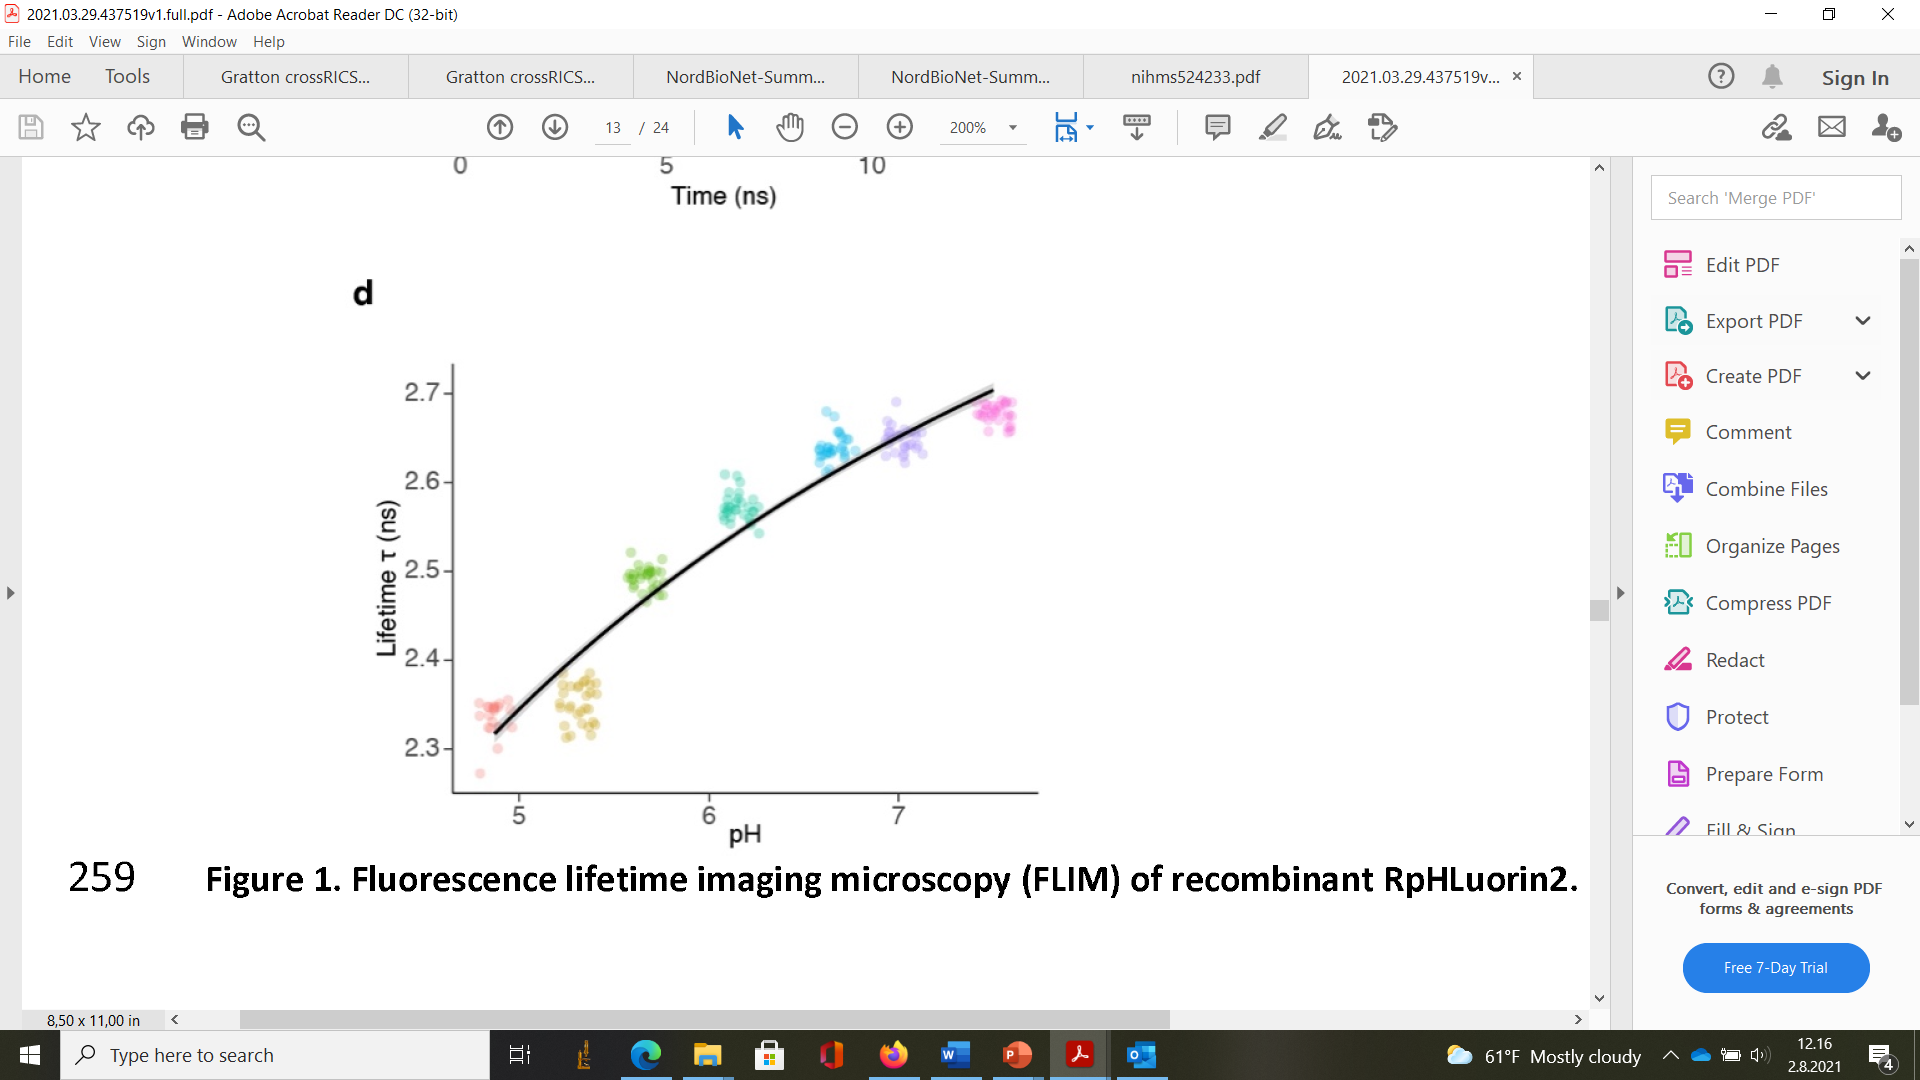 2021.03.29.437519v1.full.pdf - Adobe Acrobat Reader DC (32-bit)
File Edit View Sign Window Help
Home Tools Gratton crossRICS... Gratton crossRICS... NordBioNet-Summ... NordBioNet-Summ... nihms524233.pdf 2021.03.29.437519v... × Sign In
13 / 24 200%
0 5 10
Time (ns)
d
2.7
2.6
2.5
2.4
2.3
Lifetime τ (ns)
5 6 7
pH
259 Figure 1. Fluorescence lifetime imaging microscopy (FLIM) of recombinant RpHLuorin2.
8,50 x 11,00 in
Search 'Merge PDF'
Edit PDF
Export PDF
Create PDF
Comment
Combine Files
Organize Pages
Compress PDF
Redact
Protect
Prepare Form
Fill & Sign
Convert, edit and e-sign PDF
forms & agreements
Free 7-Day Trial
Type here to search
61°F Mostly cloudy
12.16
2.8.2021
4